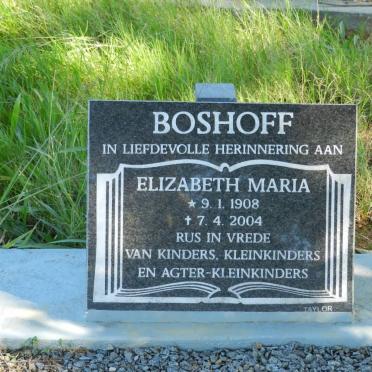 BOSHOFF
IN LIEFDEVOLLE HERINNERING AAN
ELIZABETH MARIA
★ 9. 1. 1908
✝ 7. 4. 2004
RUS IN VREDE
VAN KINDERS, KLEINKINDERS
EN AGTER-KLEINKINDERS
TAYLOR